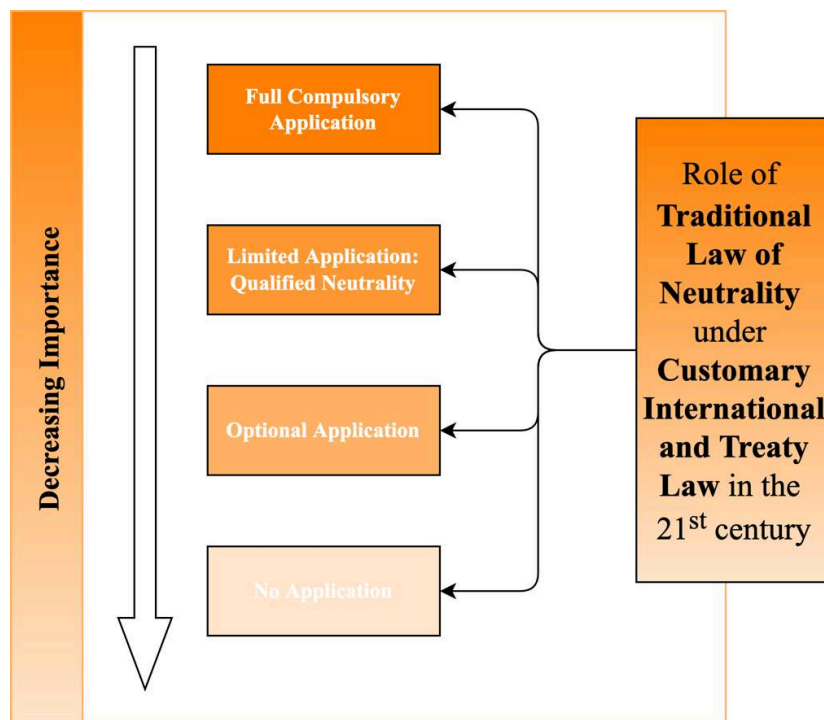 Decreasing Importance
Full Compulsory
Application
Limited Application:
Qualified Neutrality
Optional Application
No Application
Role of
Traditional
Law of
Neutrality
under
Customary
International
and Treaty
Law in the
21st century